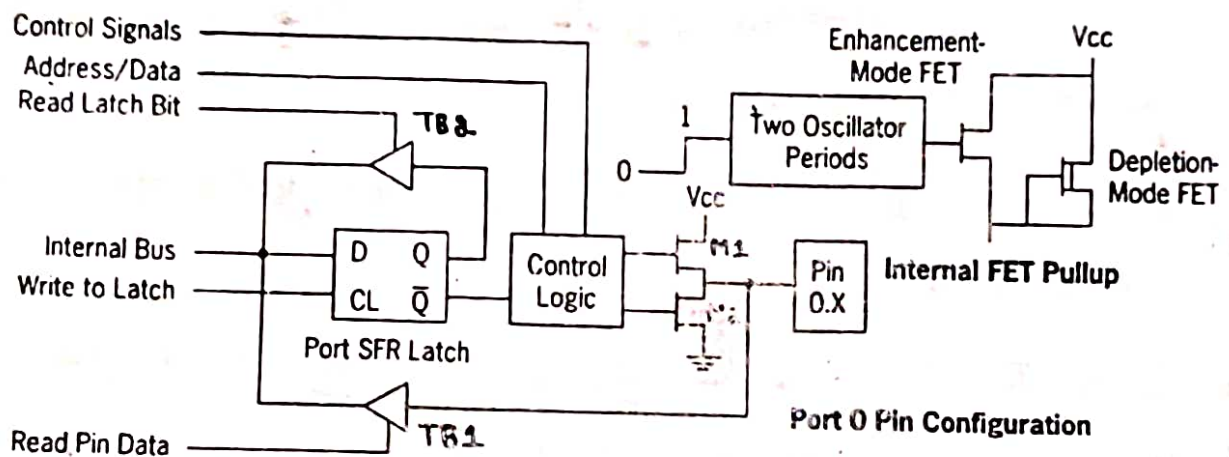 Control Signals
Address/Data
Read Latch Bit
TB2
Internal Bus
Write to Latch
D Q
CL Q̅
Port SFR Latch
Control
Logic
Vcc
M1
Pin
0.X
Read Pin Data
TB1
0
1
Two Oscillator
Periods
Enhancement-
Mode FET
Vcc
Depletion-
Mode FET
Internal FET Pullup
Port 0 Pin Configuration